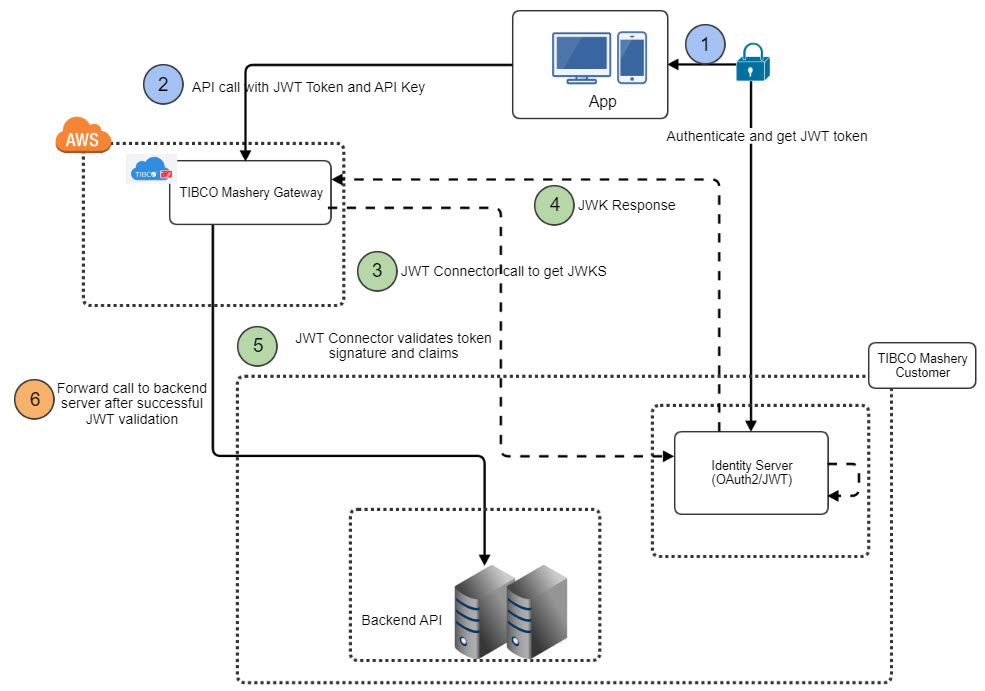 1
App
2
API call with JWT Token and API Key
Authenticate and get JWT token
AWS
TIBCO
TIBCO Mashery Gateway
4
JWK Response
3
JWT Connector call to get JWKS
5
JWT Connector validates token
signature and claims
TIBCO Mashery
Customer
6
Forward call to backend
server after successful
JWT validation
Identity Server
(OAuth2/JWT)
Backend API